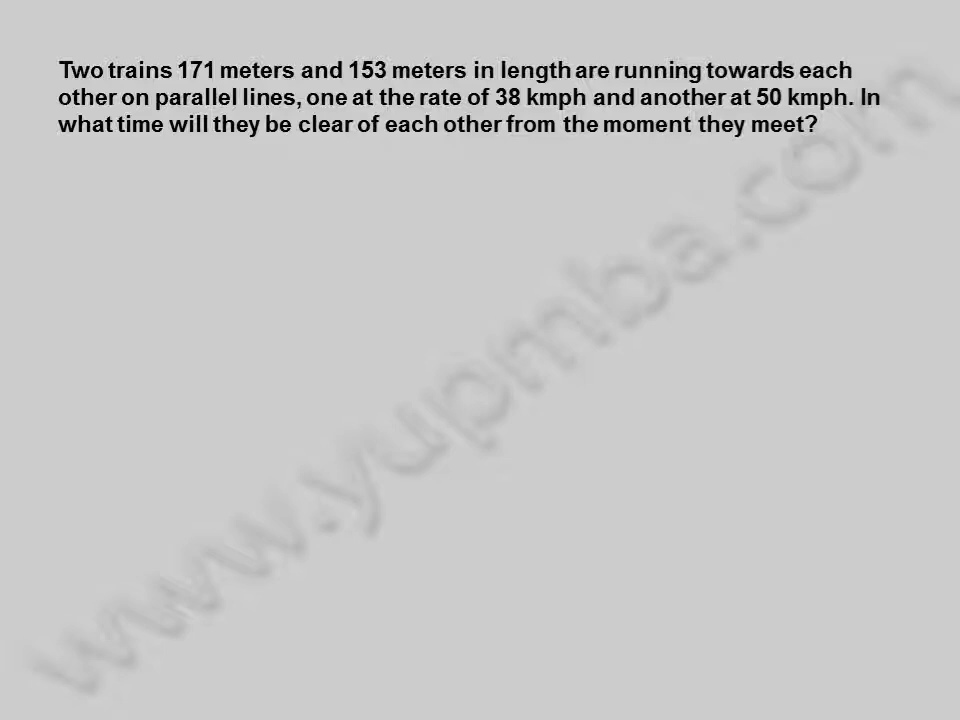 Two trains 171 meters and 153 meters in length are running towards each
other on parallel lines, one at the rate of 38 kmph and another at 50 kmph. In
what time will they be clear of each other from the moment they meet?
www.yupmba.com